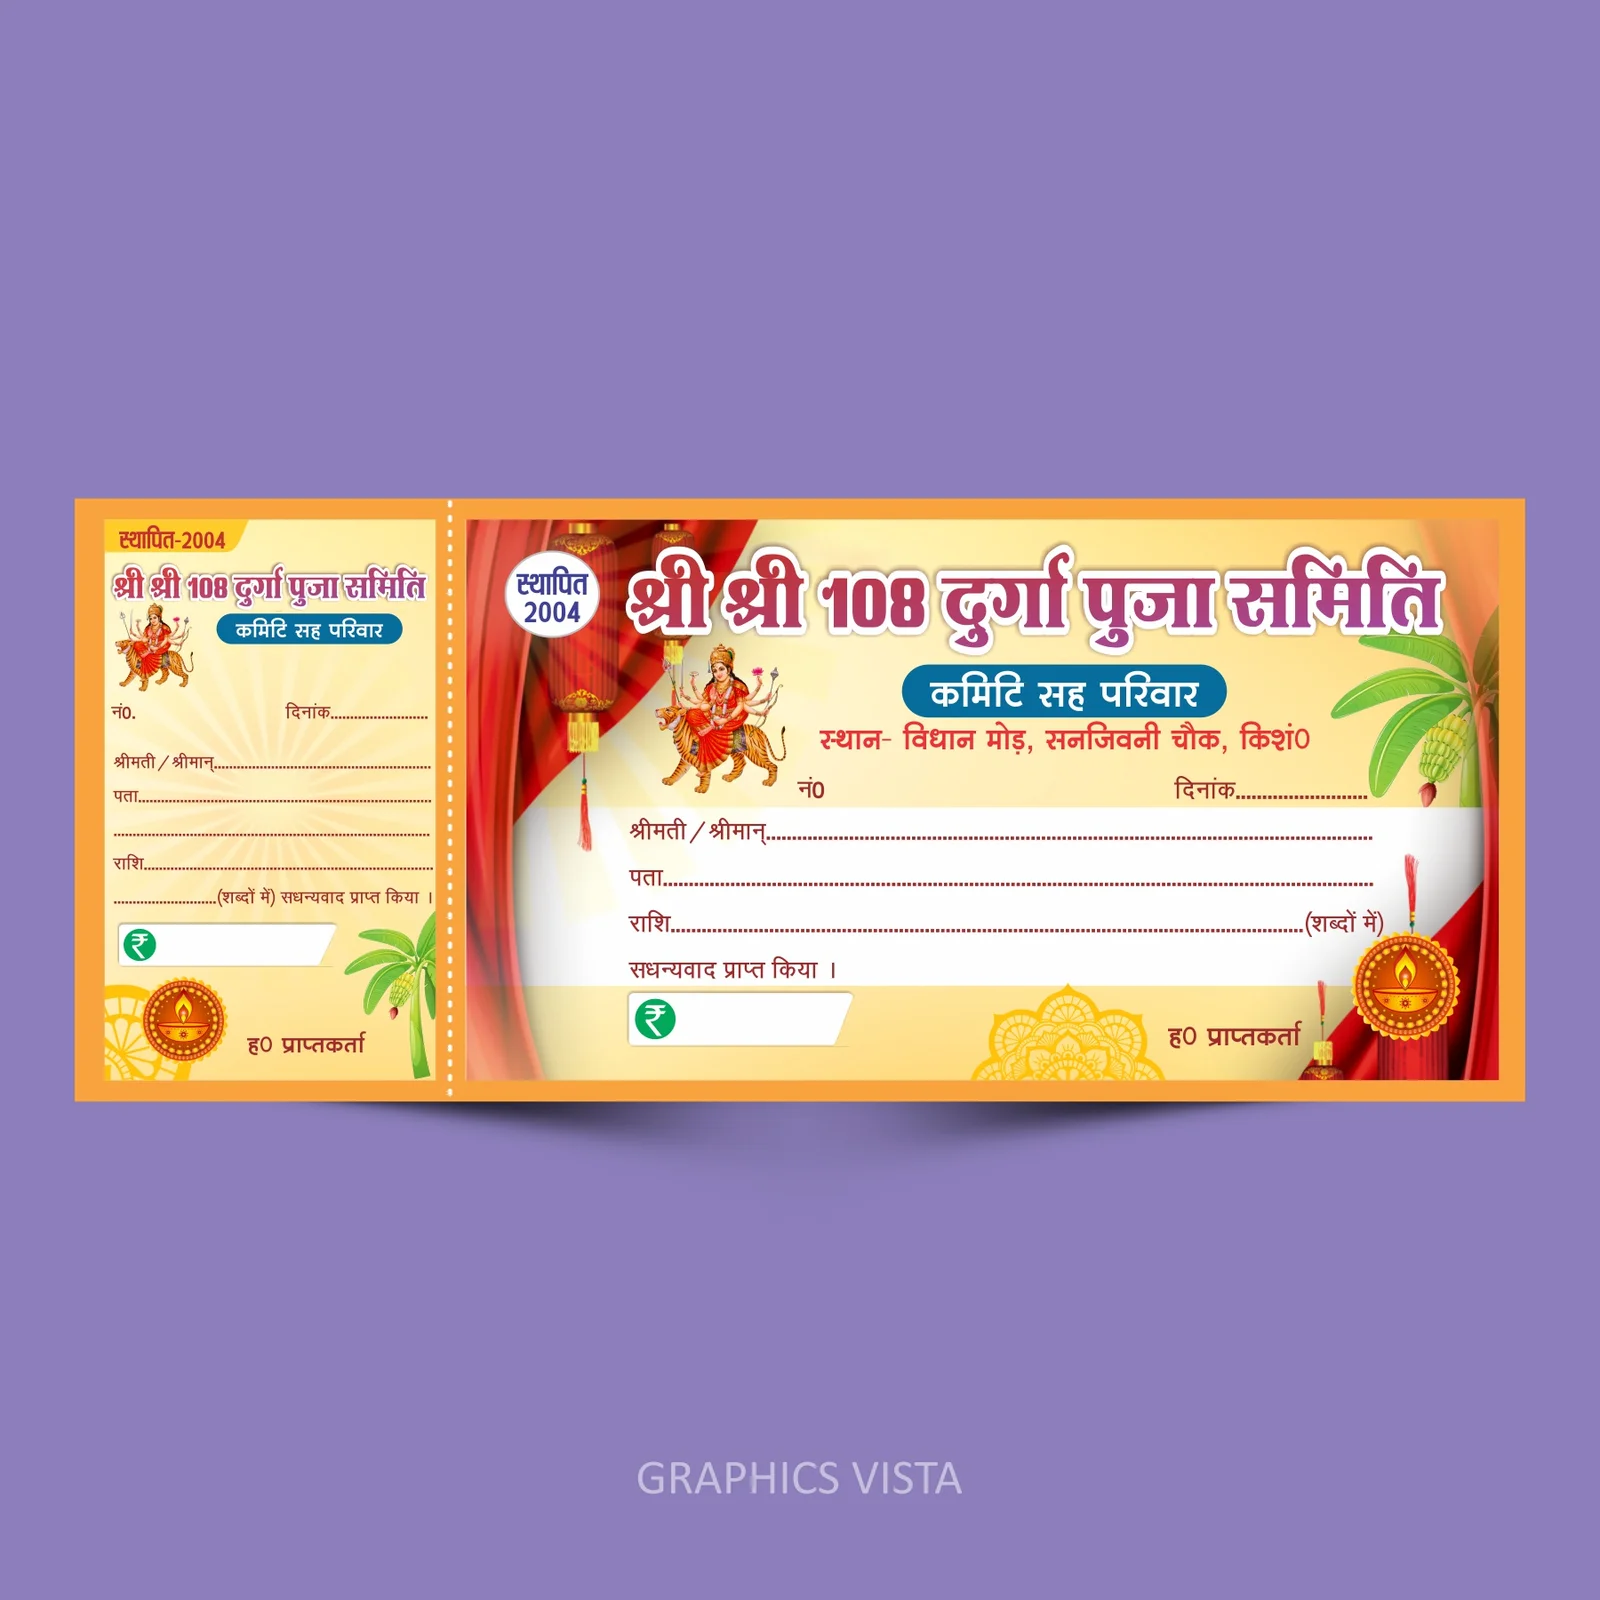 स्थापित-2004
श्री श्री 108 दुर्गा पुजा समिति
कमिटि सह परिवार
नं0. दिनांक........................
श्रीमती / श्रीमान्........................
पता........................
........................
राशि........................
........................(शब्दों में) सधन्यवाद प्राप्त किया ।
₹
ह0 प्राप्तकर्ता
स्थापित
2004
श्री श्री 108 दुर्गा पुजा समिति
कमिटि सह परिवार
स्थान- विधान मोड़, सनजिवनी चौक, किशं0
नं0 दिनांक........................
श्रीमती / श्रीमान्........................
पता........................
राशि........................(शब्दों में)
सधन्यवाद प्राप्त किया ।
₹
ह0 प्राप्तकर्ता
GRAPHICS VISTA